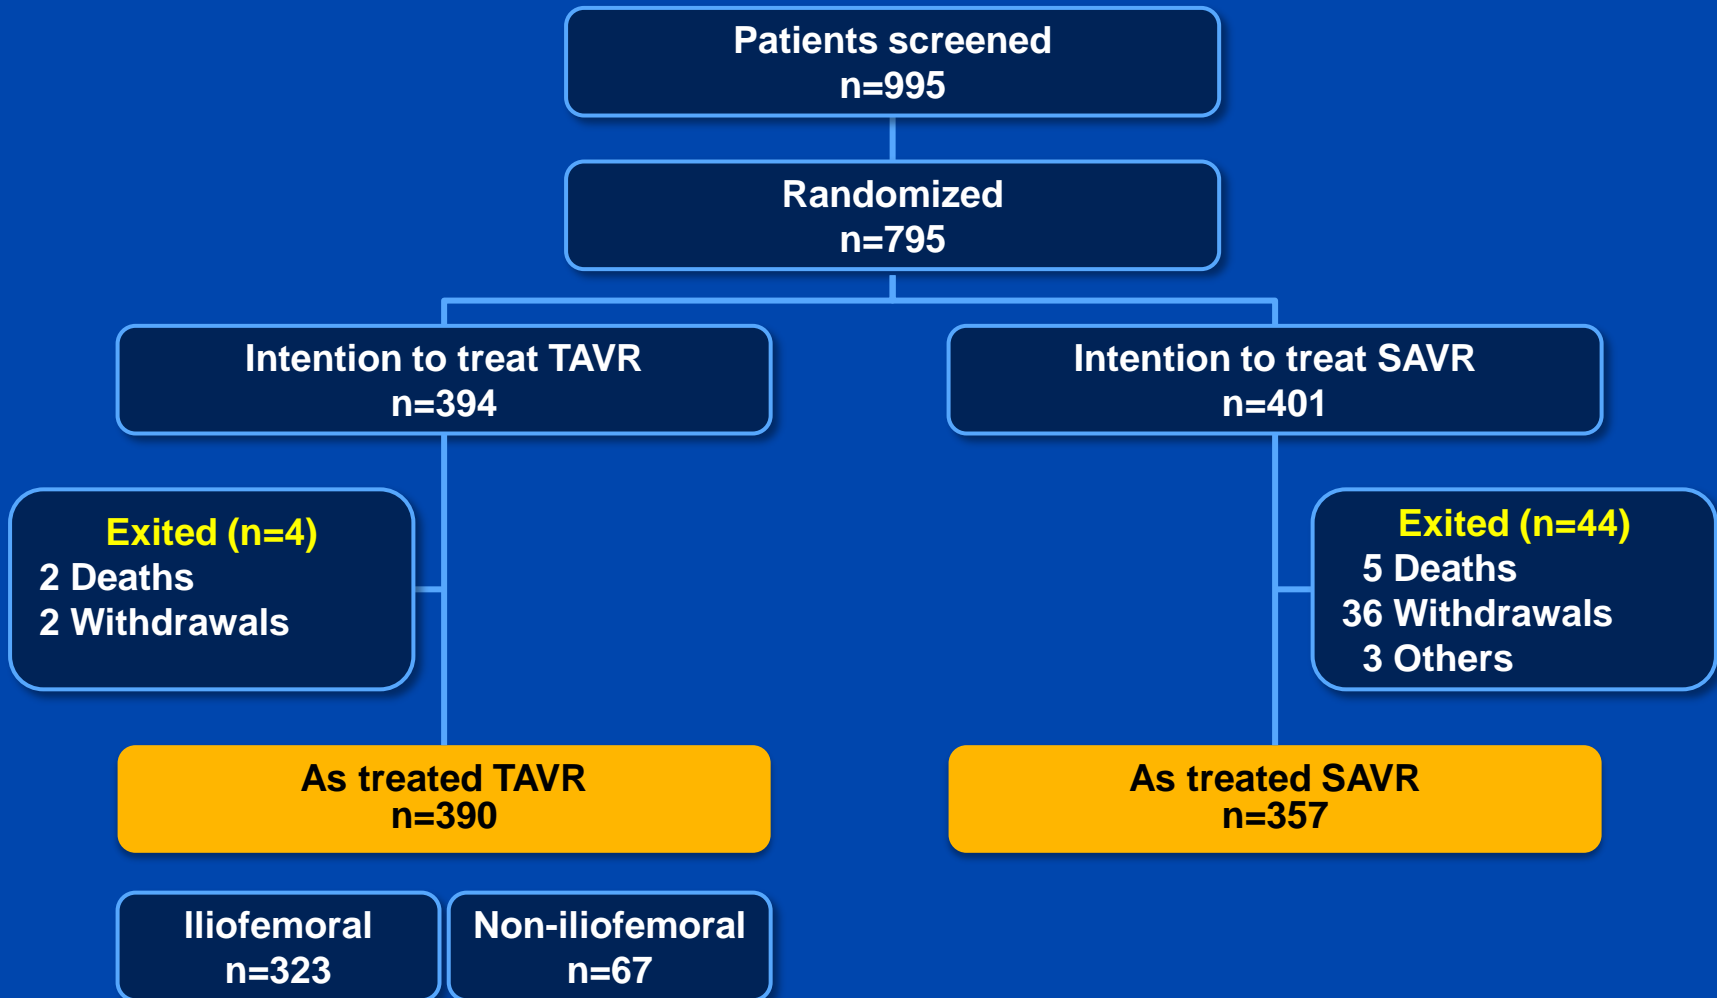 Patients screened
n=995
Randomized
n=795
Intention to treat TAVR
n=394
Intention to treat SAVR
n=401
Exited (n=4)
2 Deaths
2 Withdrawals
Exited (n=44)
5 Deaths
36 Withdrawals
3 Others
As treated TAVR
n=390
As treated SAVR
n=357
Iliofemoral
n=323
Non-iliofemoral
n=67